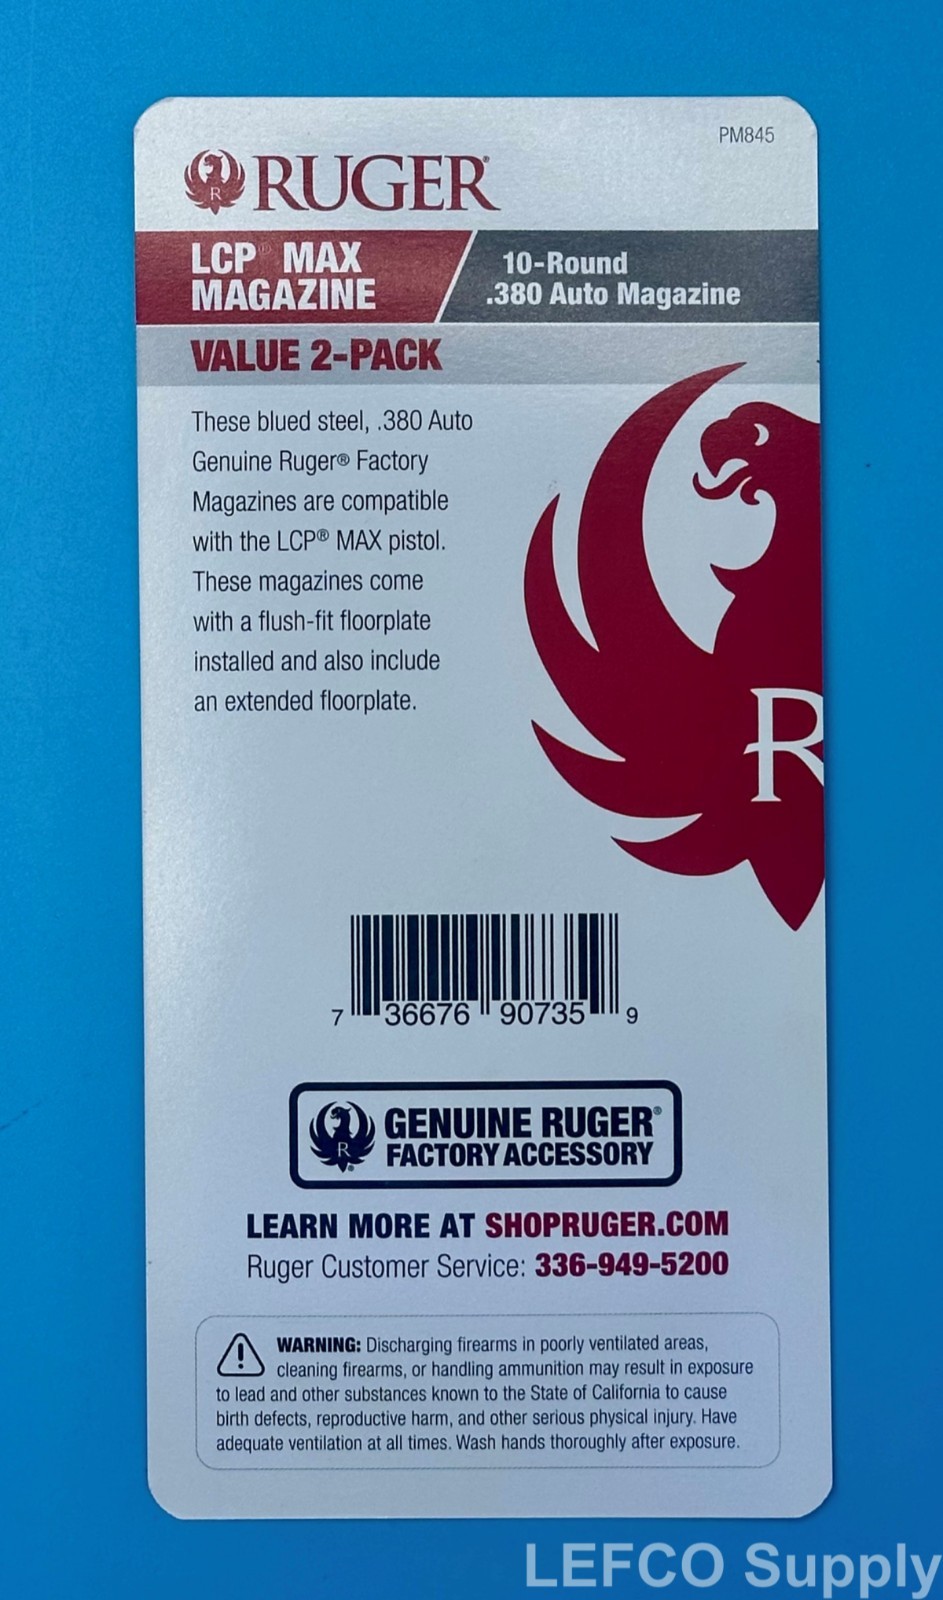 PM845
RUGER®
LCP® MAX
MAGAZINE
10-Round
.380 Auto Magazine
VALUE 2-PACK
These blued steel, .380 Auto
Genuine Ruger® Factory
Magazines are compatible
with the LCP® MAX pistol.
These magazines come
with a flush-fit floorplate
installed and also include
an extended floorplate.
R
7 36676 90735 9
R
GENUINE RUGER®
FACTORY ACCESSORY
LEARN MORE AT SHOPRUGER.COM
Ruger Customer Service: 336-949-5200
WARNING: Discharging firearms in poorly ventilated areas,
cleaning firearms, or handling ammunition may result in exposure
to lead and other substances known to the State of California to cause
birth defects, reproductive harm, and other serious physical injury. Have
adequate ventilation at all times. Wash hands thoroughly after exposure.
LEFCO Supply